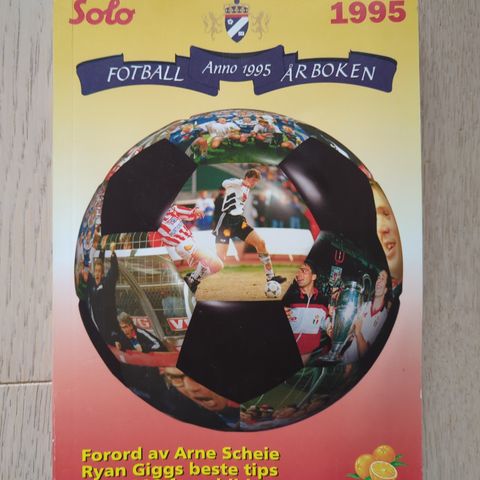 Solo
1995
FOTBALL Anno 1995 ÅRBOKEN
Forord av Arne Scheie
Ryan Giggs beste tips